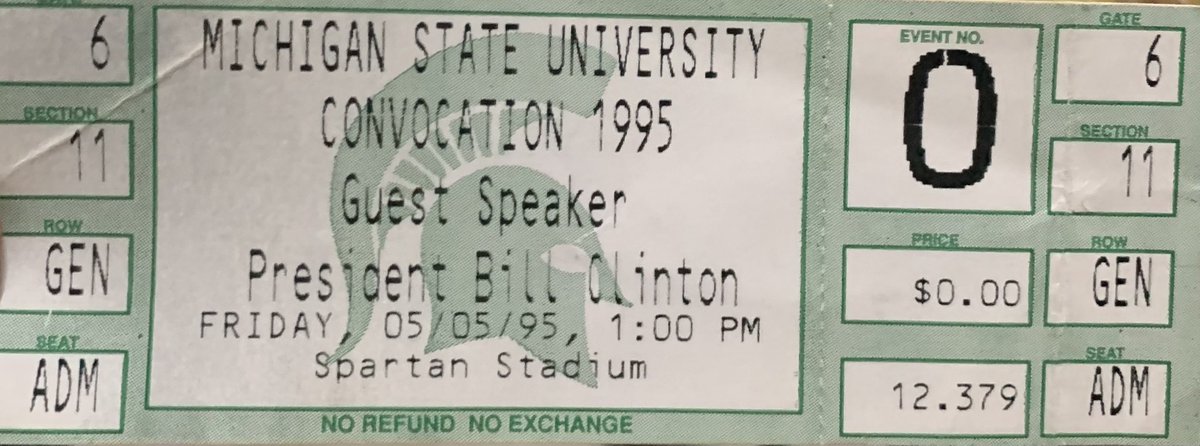 6
SECTION
11
ROW
GEN
SEAT
ADM
MICHIGAN STATE UNIVERSITY
CONVOCATION 1995
Guest Speaker
President Bill Clinton
FRIDAY, 05/05/95, 1:00 PM
Spartan Stadium
NO REFUND NO EXCHANGE
EVENT NO.
0
PRICE
$0.00
12.379
GATE
6
SECTION
11
ROW
GEN
SEAT
ADM